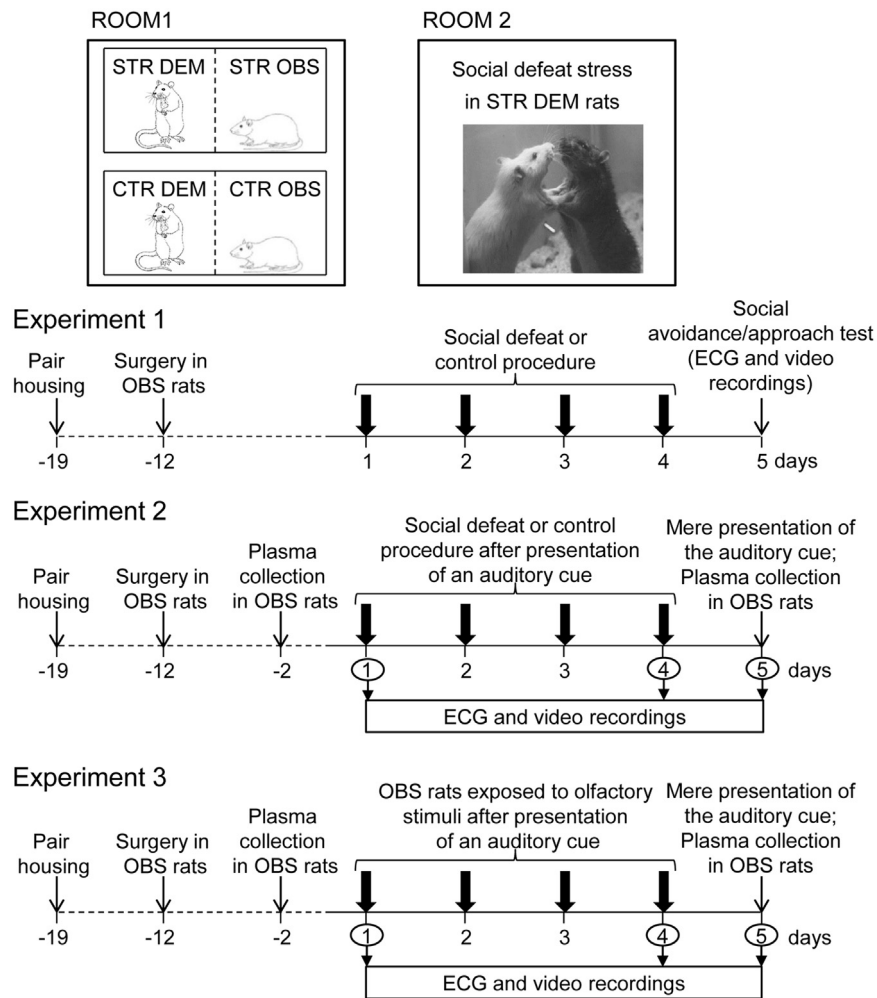 ROOM1
ROOM 2
STR DEM
STR OBS
CTR DEM
CTR OBS
Social defeat stress
in STR DEM rats
Experiment 1
Pair
housing
Surgery in
OBS rats
Social defeat or
control procedure
Social
avoidance/approach test
(ECG and video
recordings)
-19
-12
1
2
3
4
5 days
Experiment 2
Pair
housing
Surgery in
OBS rats
Plasma
collection
in OBS rats
Social defeat or control
procedure after presentation
of an auditory cue
Mere presentation of
the auditory cue;
Plasma collection
in OBS rats
-19
-12
-2
1
2
3
4
5 days
ECG and video recordings
Experiment 3
Pair
housing
Surgery in
OBS rats
Plasma
collection
in OBS rats
OBS rats exposed to olfactory
stimuli after presentation
of an auditory cue
Mere presentation of
the auditory cue;
Plasma collection
in OBS rats
-19
-12
-2
1
2
3
4
5 days
ECG and video recordings